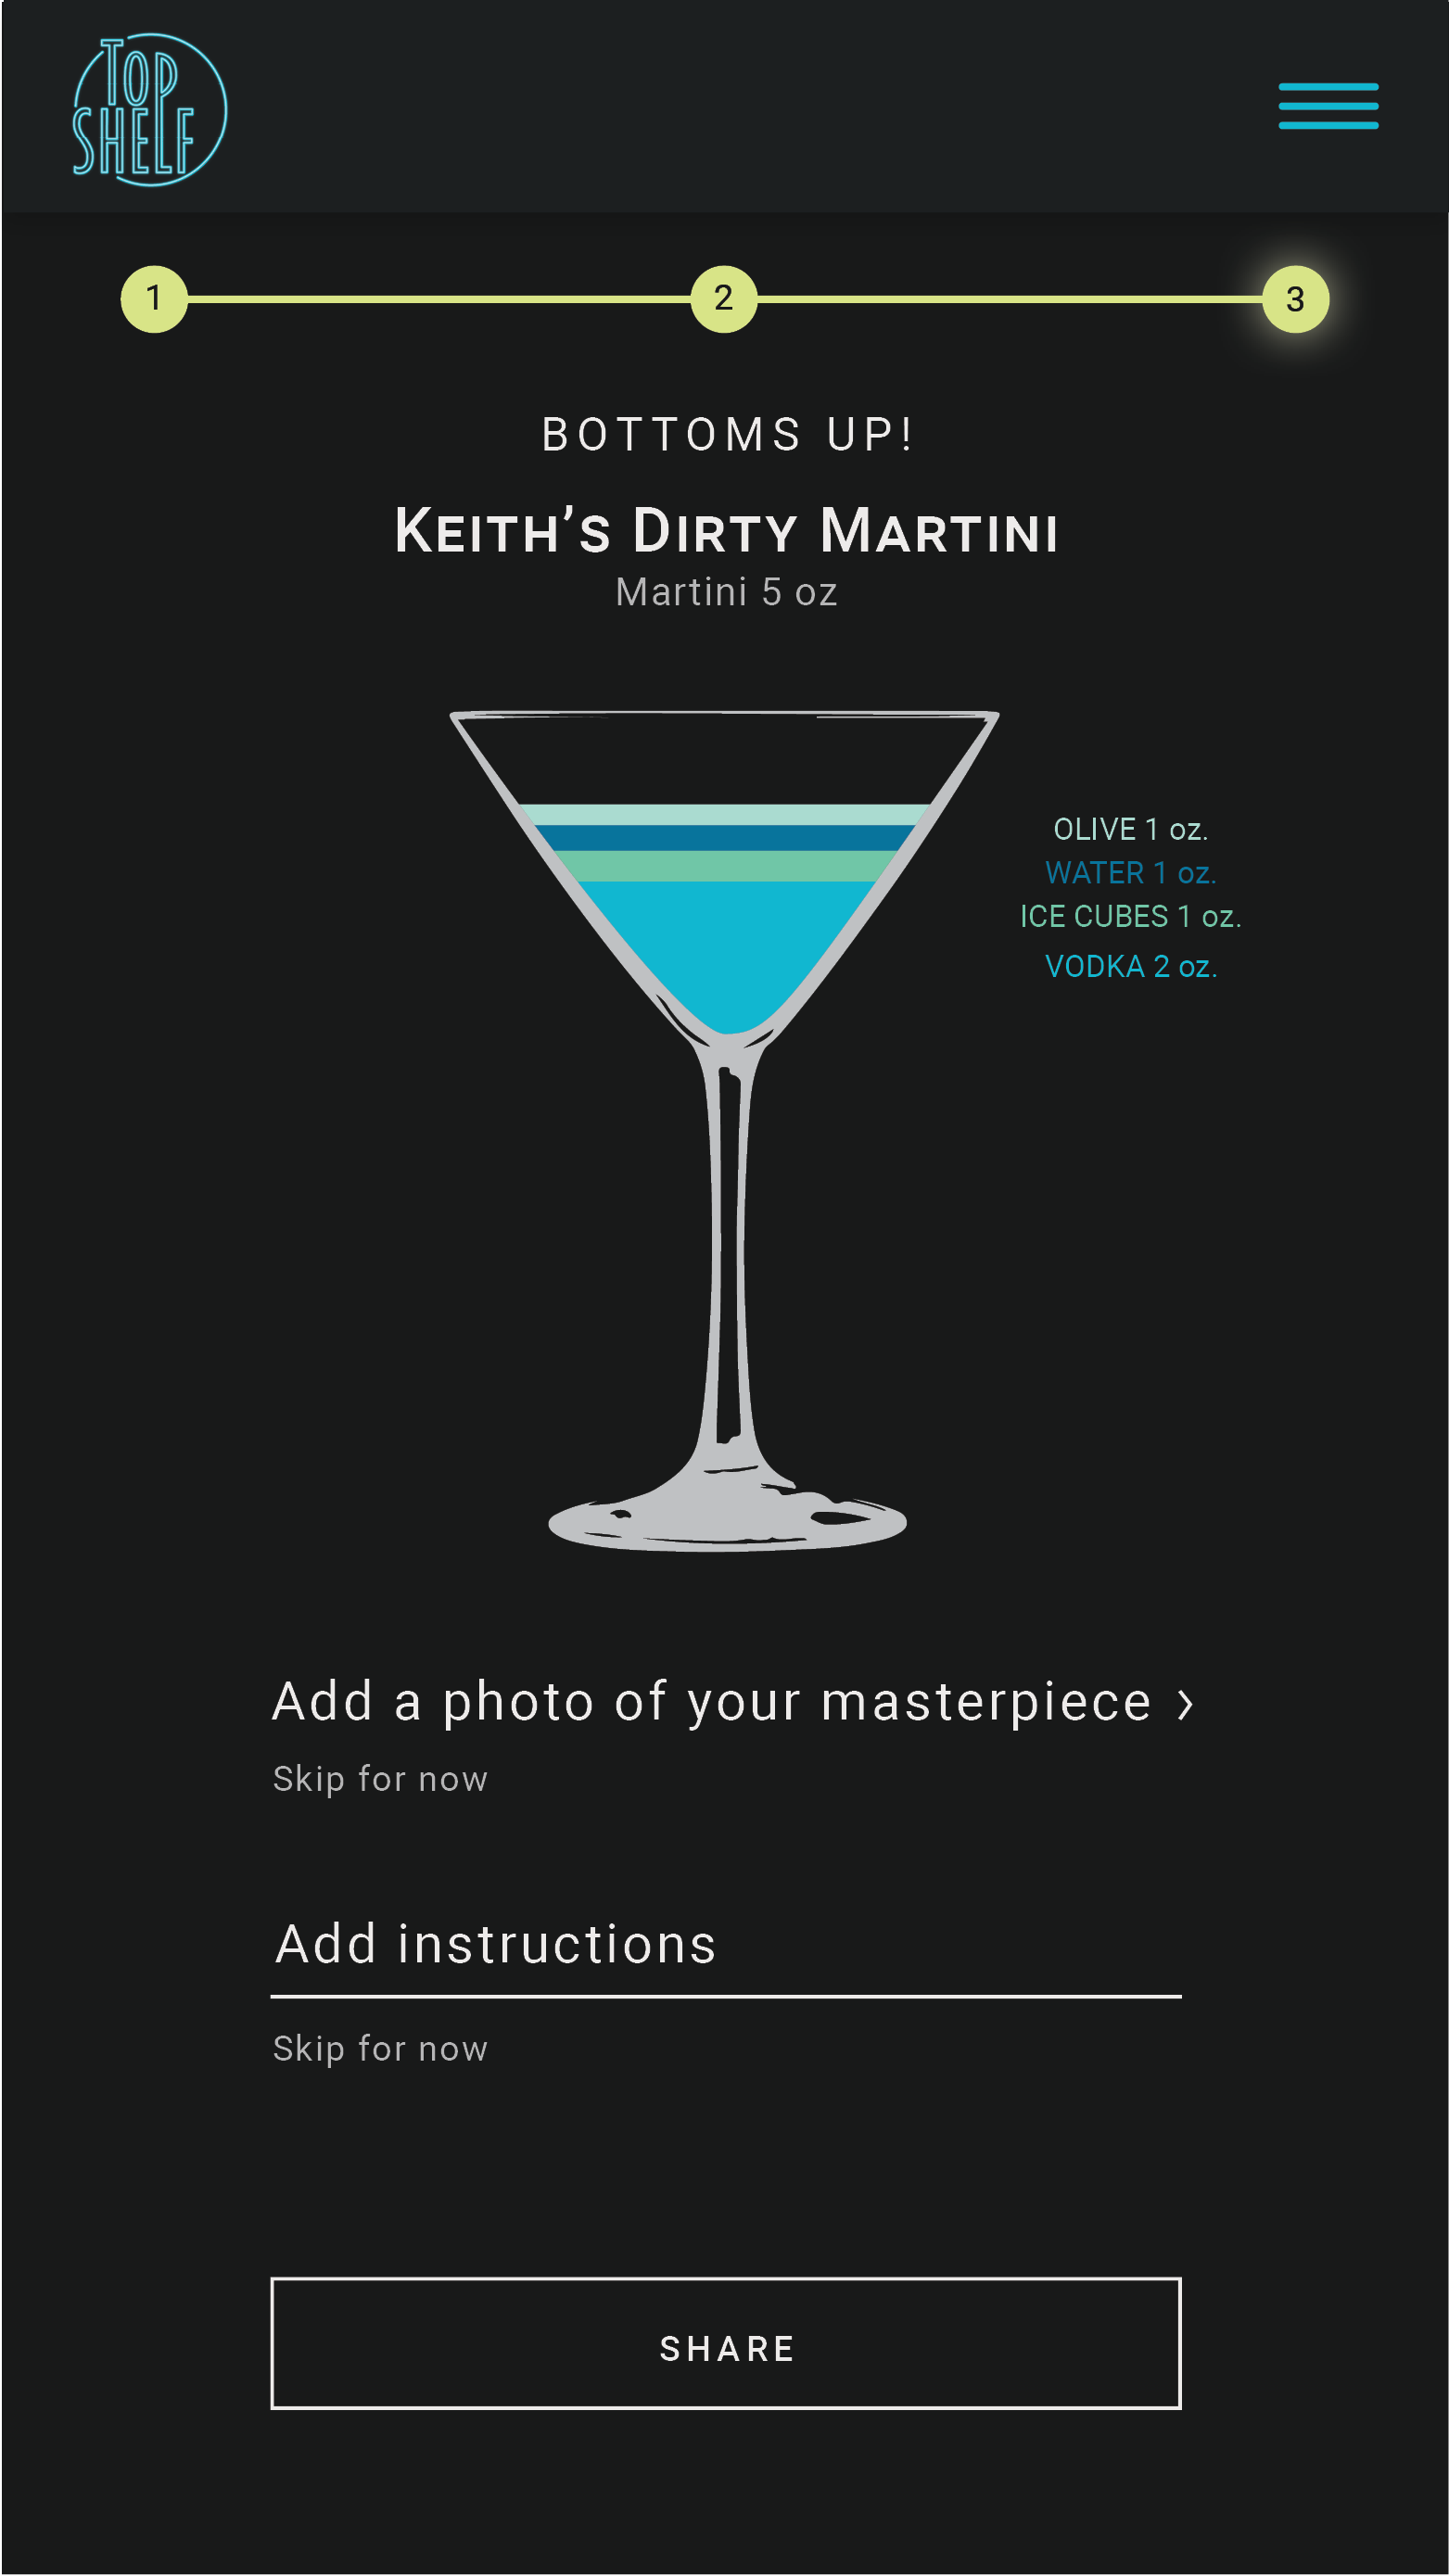 TOP
SHELF
1 2 3
BOTTOMS UP!
KEITH’S DIRTY MARTINI
Martini 5 oz
OLIVE 1 oz.
WATER 1 oz.
ICE CUBES 1 oz.
VODKA 2 oz.
Add a photo of your masterpiece >
Skip for now
Add instructions
Skip for now
SHARE